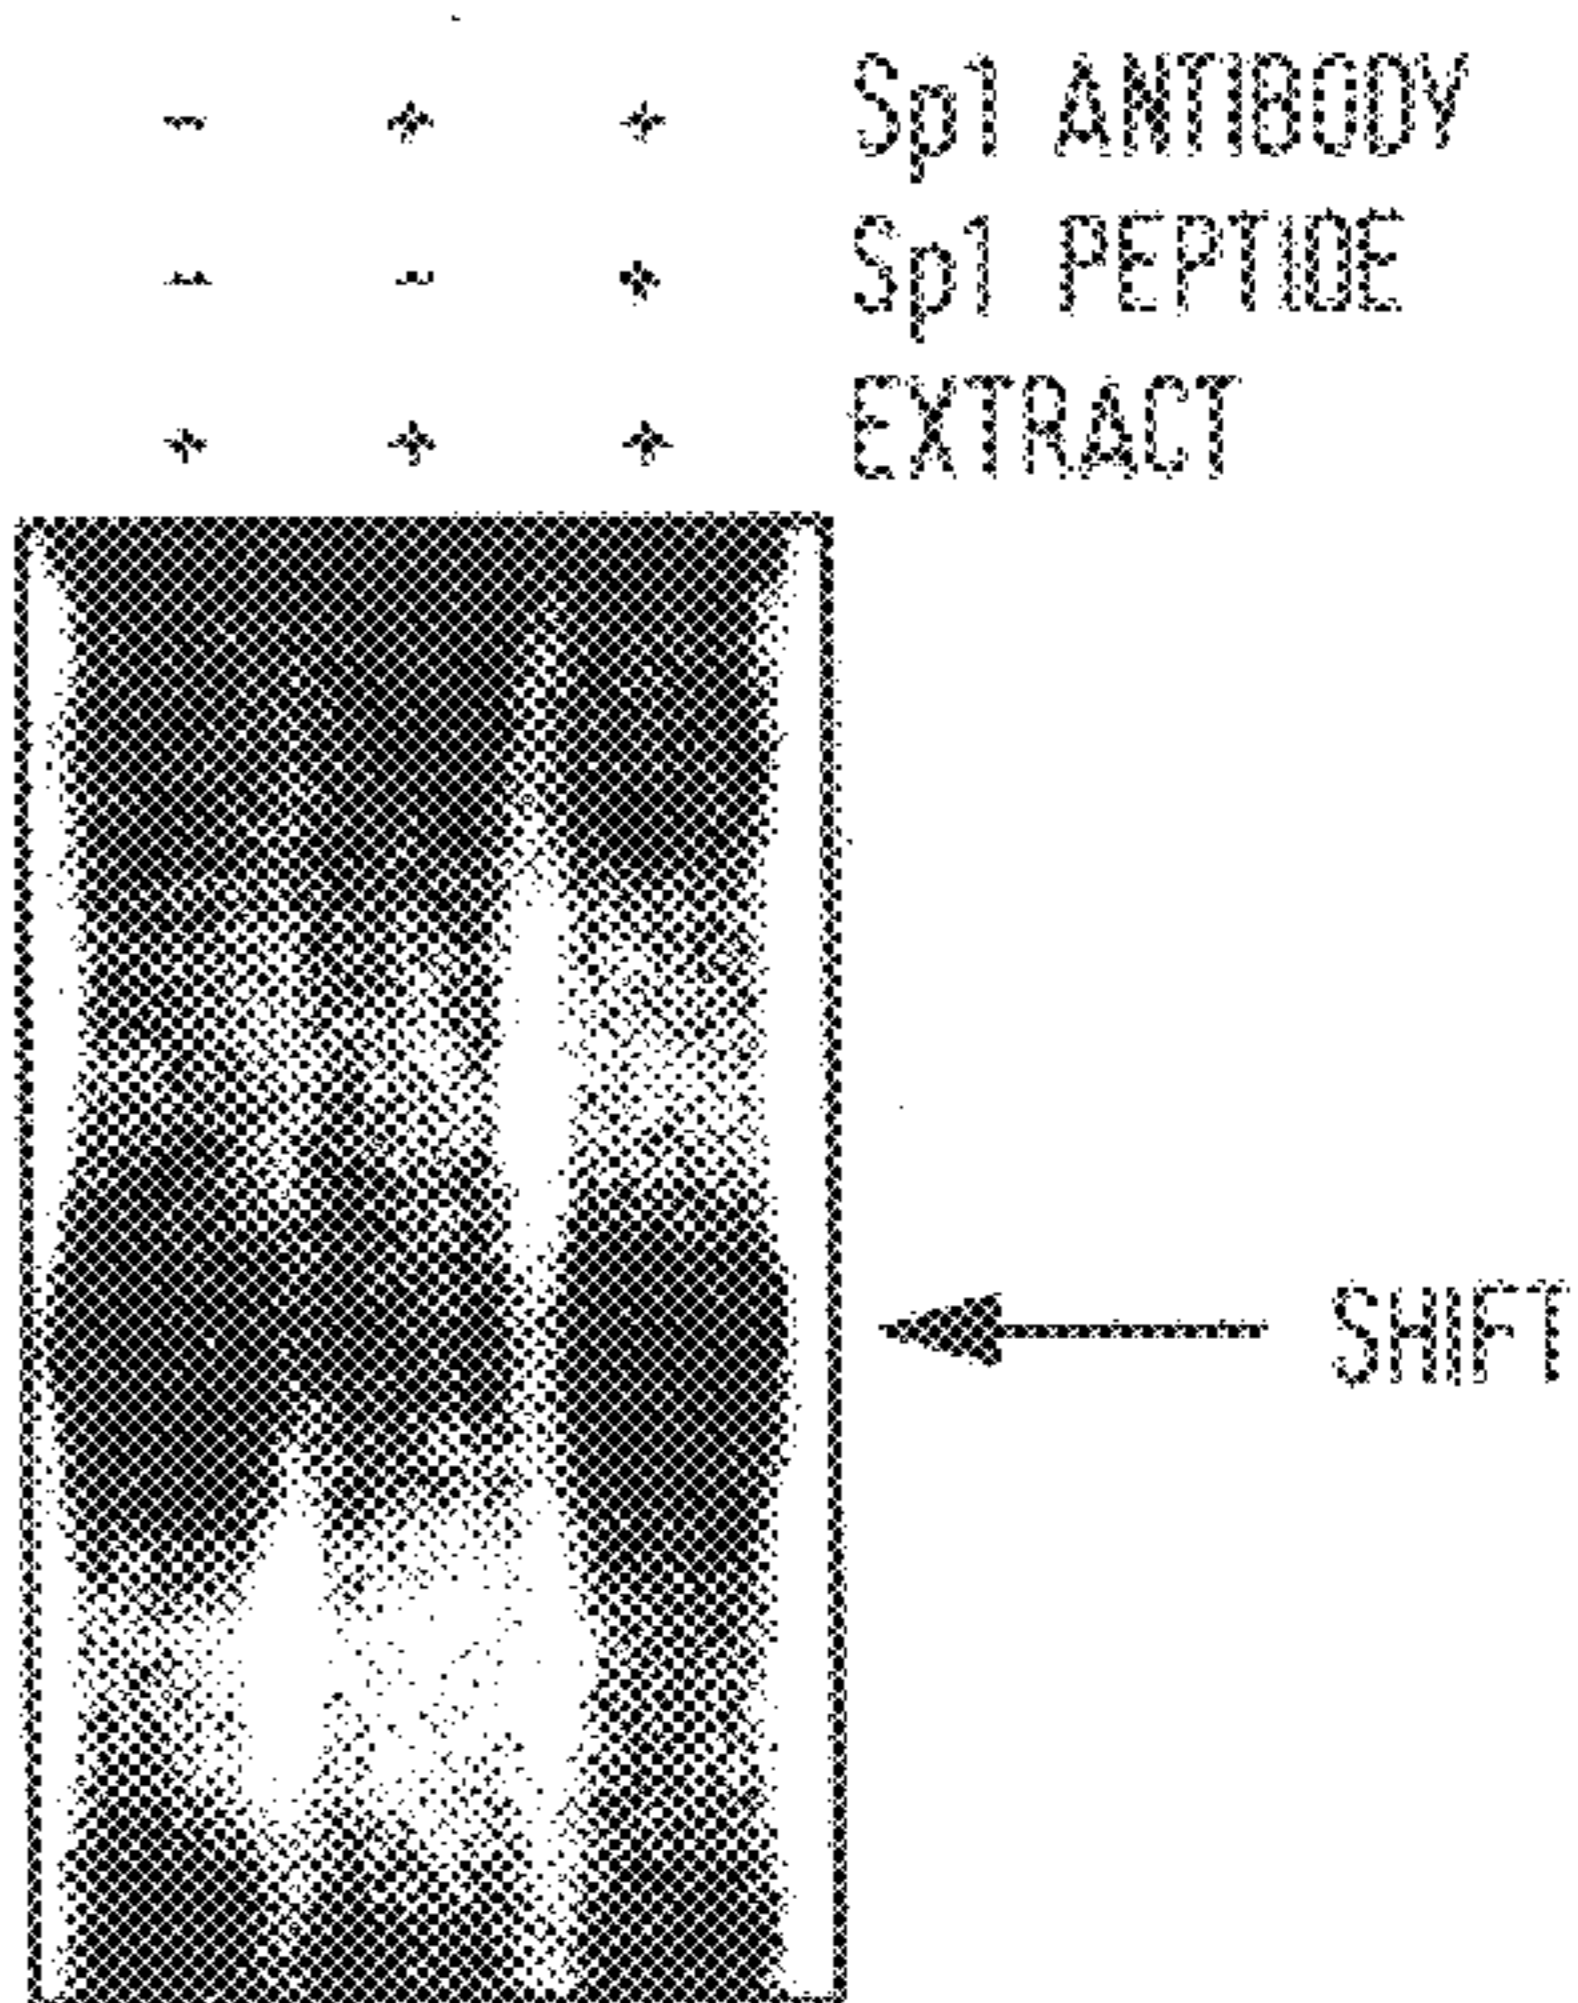 - + + Sp1 ANTIBODY
- - + Sp1 PEPTIDE
+ + + EXTRACT
SHIFT